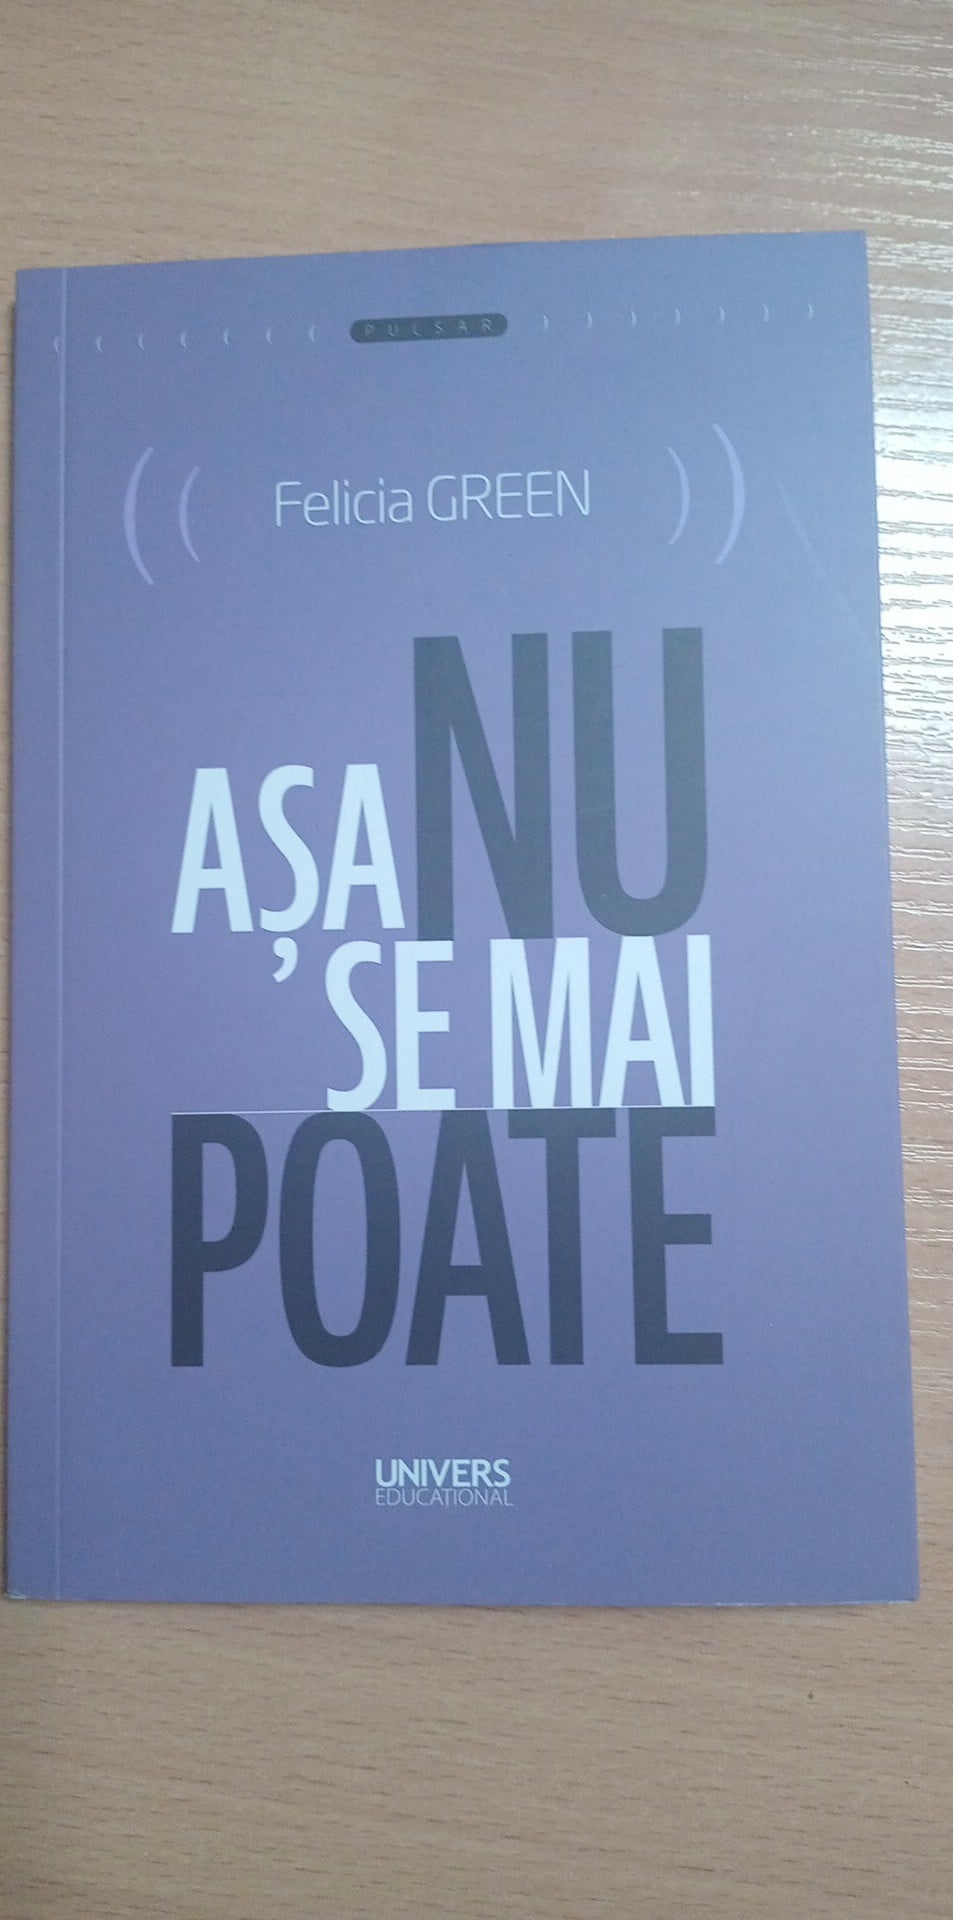 PULSAR
Felicia GREEN
AȘA NU
SE MAI
POATE
UNIVERS
EDUCATIONAL